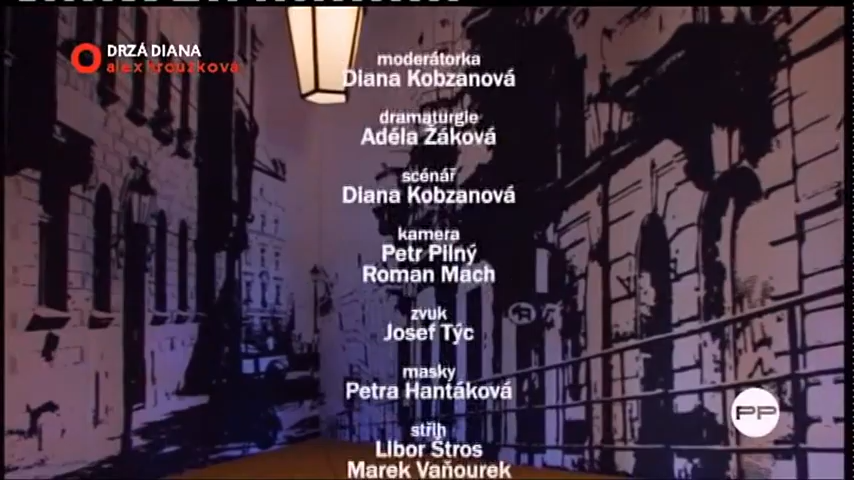 DRZÁ DIANA
alex krouzkova
moderátorka
Diana Kobzanová
dramaturgie
Adéla Žáková
scénář
Diana Kobzanová
kamera
Petr Pilný
Roman Mach
zvuk
Josef Týc
masky
Petra Hantáková
střih
Libor Štros
Marek Vaňourek
PP